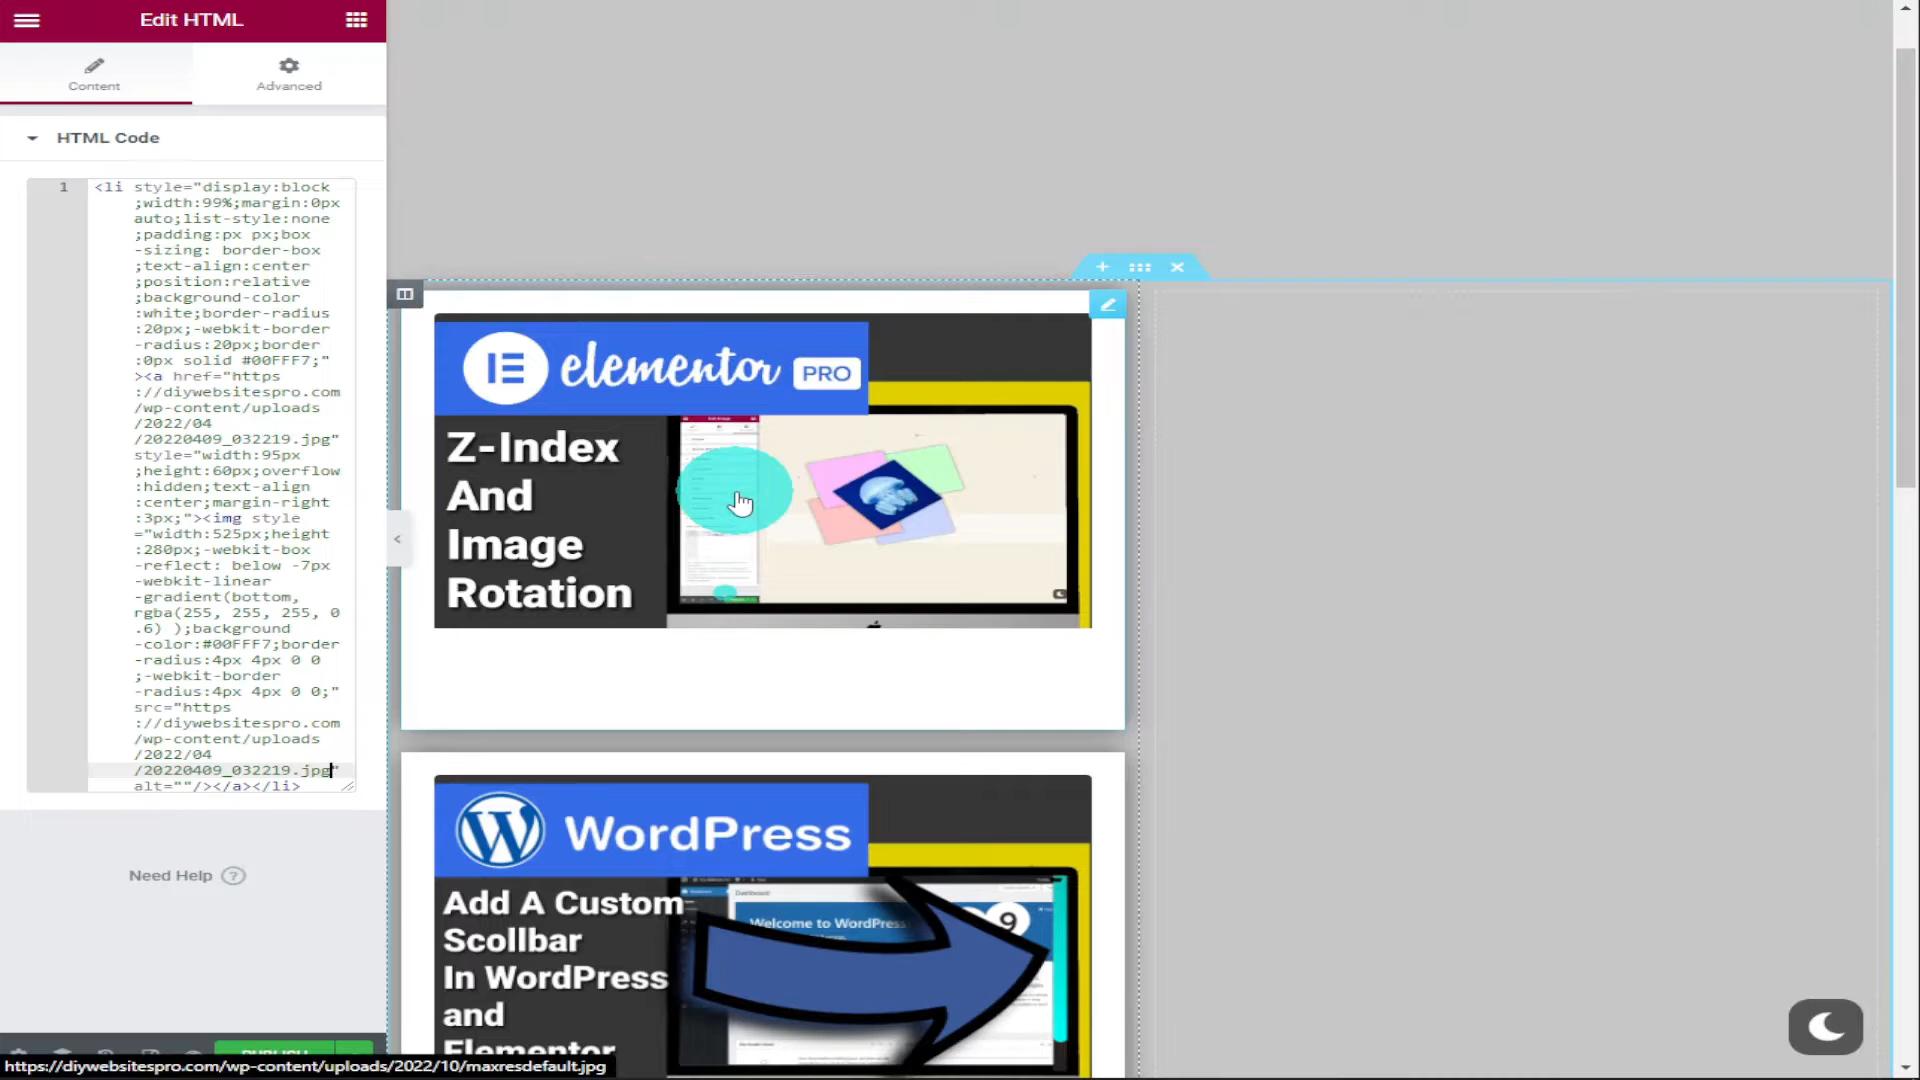 Edit HTML
Content
Advanced
HTML Code
1
<li style="display:block
;width:99%;margin:0px
auto;list-style:none
;padding:px px;box
-sizing: border-box
;text-align:center
;position:relative
;background-color
:white;border-radius
:20px;-webkit-border
-radius:20px;border
:0px solid #00FFF7;"
><a href="https
://diywebsitespro.com
/wp-content/uploads
/2022/04
/20220409_032219.jpg"
style="width:95px
;height:60px;overflow
:hidden;text-align
:center;margin-right
:3px;"><img style
="width:525px;height
:280px;-webkit-box
-reflect: below -7px
-webkit-linear
-gradient(bottom,
rgba(255, 255, 255, 0
.6) );background
-color:#00FFF7;border
-radius:4px 4px 0 0
;-webkit-border
-radius:4px 4px 0 0;"
src="https
://diywebsitespro.com
/wp-content/uploads
/2022/04
/20220409_032219.jpg"
alt=""/></a></li>
Need Help ?
PUBLISH
https://diywebsitespro.com/wp-content/uploads/2022/10/maxresdefault.jpg
elementor PRO
Z-Index
And
Image
Rotation
WordPress
Add A Custom
Scollbar
In WordPress
and
Elementor
Dashboard
Welcome to WordPress
9